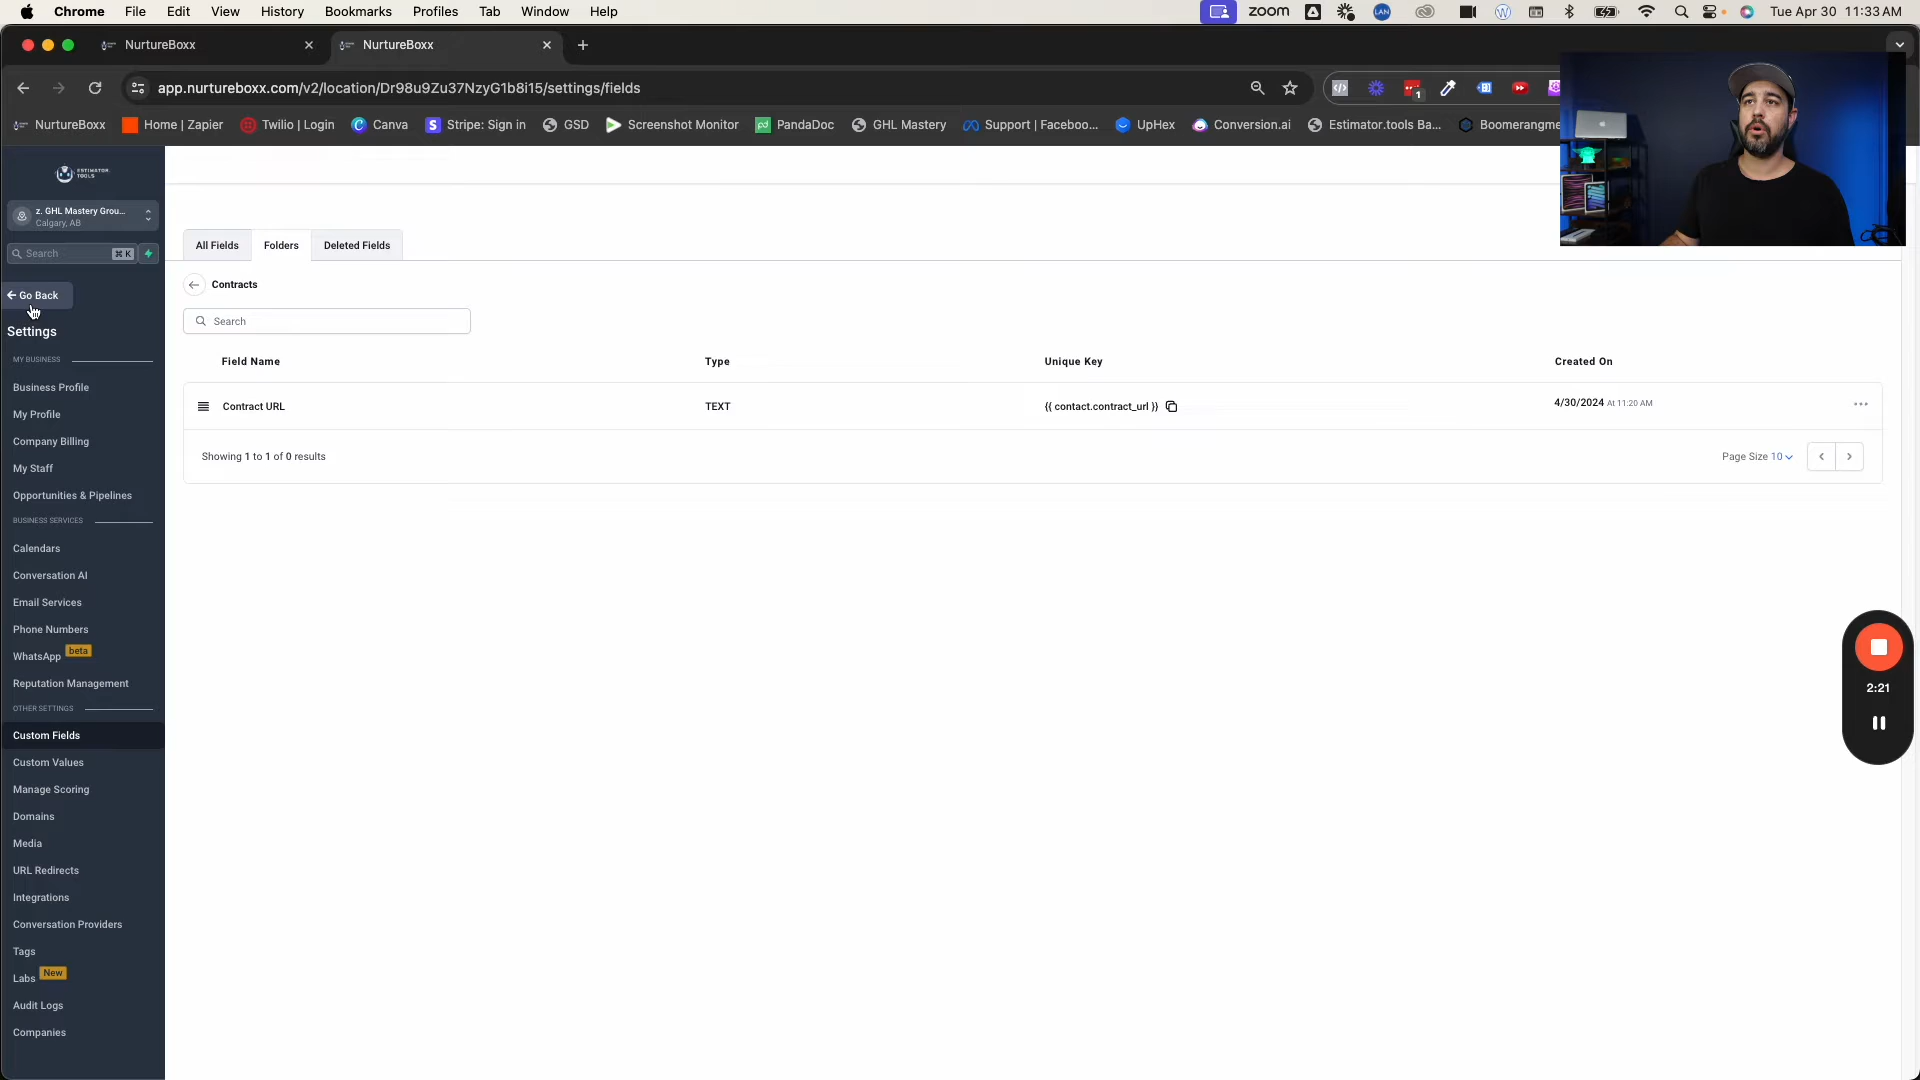 Chrome File Edit View History Bookmarks Profiles Tab Window Help zoom LAN Tue Apr 30 11:33 AM
NurtureBoxx NurtureBoxx
app.nurtureboxx.com/v2/location/Dr98u9Zu37NzyG1b8i15/settings/fields 1
NurtureBoxx Home | Zapier Twilio | Login Canva Stripe: Sign in GSD Screenshot Monitor PandaDoc GHL Mastery Support | Faceboo... UpHex Conversion.ai Estimator.tools Ba... Boomerangme
ESTIMATOR
TOOLS
z. GHL Mastery Grou...
Calgary, AB
Search ⌘ K
Go Back
Settings
MY BUSINESS
Business Profile
My Profile
Company Billing
My Staff
Opportunities & Pipelines
BUSINESS SERVICES
Calendars
Conversation AI
Email Services
Phone Numbers
WhatsApp beta
Reputation Management
OTHER SETTINGS
Custom Fields
Custom Values
Manage Scoring
Domains
Media
URL Redirects
Integrations
Conversation Providers
Tags
Labs New
Audit Logs
Companies
All Fields Folders Deleted Fields
Contracts
Search
Field Name Type Unique Key Created On
Contract URL TEXT {{ contact.contract_url }} 4/30/2024 At 11:20 AM
Showing 1 to 1 of 0 results Page Size 10
2:21